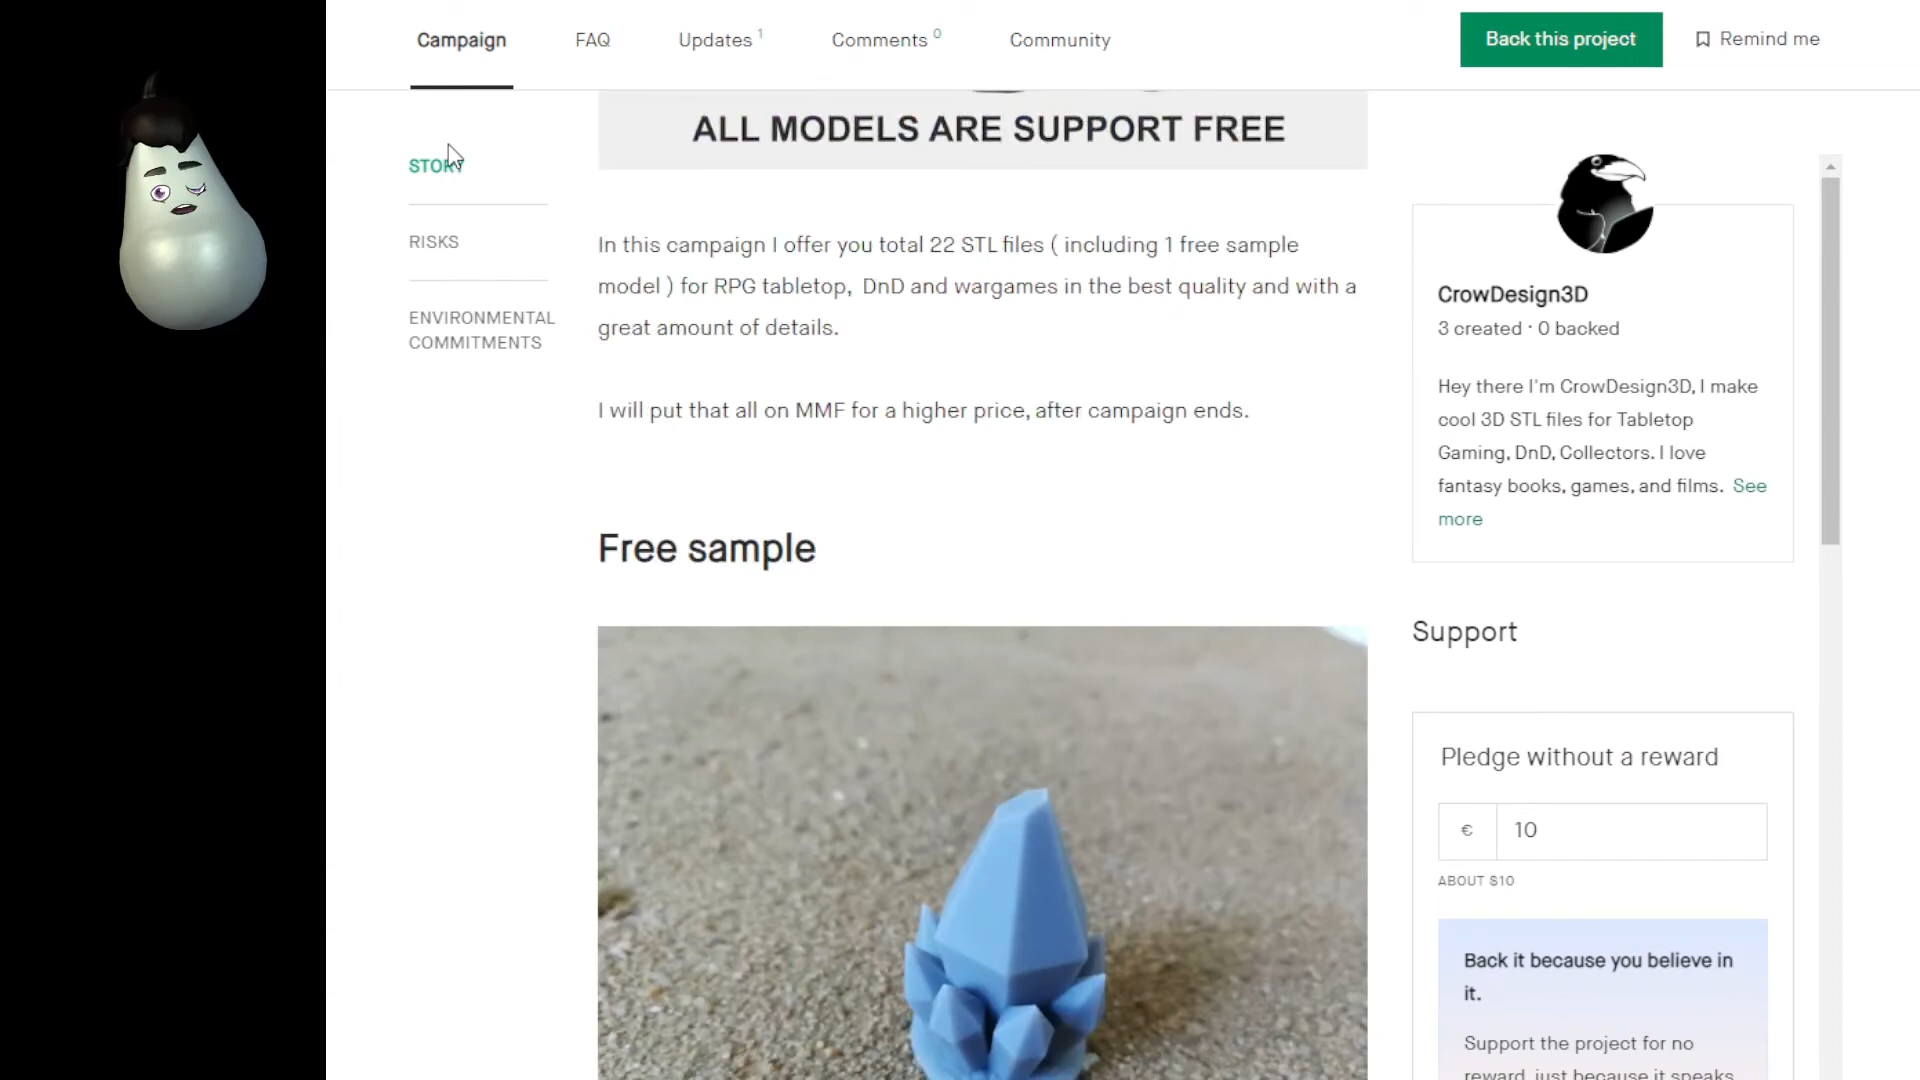 Campaign
FAQ
Updates 1
Comments 0
Community
Back this project
Remind me
STORY
RISKS
ENVIRONMENTAL
COMMITMENTS
ALL MODELS ARE SUPPORT FREE
In this campaign I offer you total 22 STL files ( including 1 free sample
model ) for RPG tabletop, DnD and wargames in the best quality and with a
great amount of details.
I will put that all on MMF for a higher price, after campaign ends.
Free sample
CrowDesign3D
3 created · 0 backed
Hey there I'm CrowDesign3D, I make
cool 3D STL files for Tabletop
Gaming, DnD, Collectors. I love
fantasy books, games, and films. See
more
Support
Pledge without a reward
€ 10
ABOUT $10
Back it because you believe in
it.
Support the project for no
reward, just because it speaks